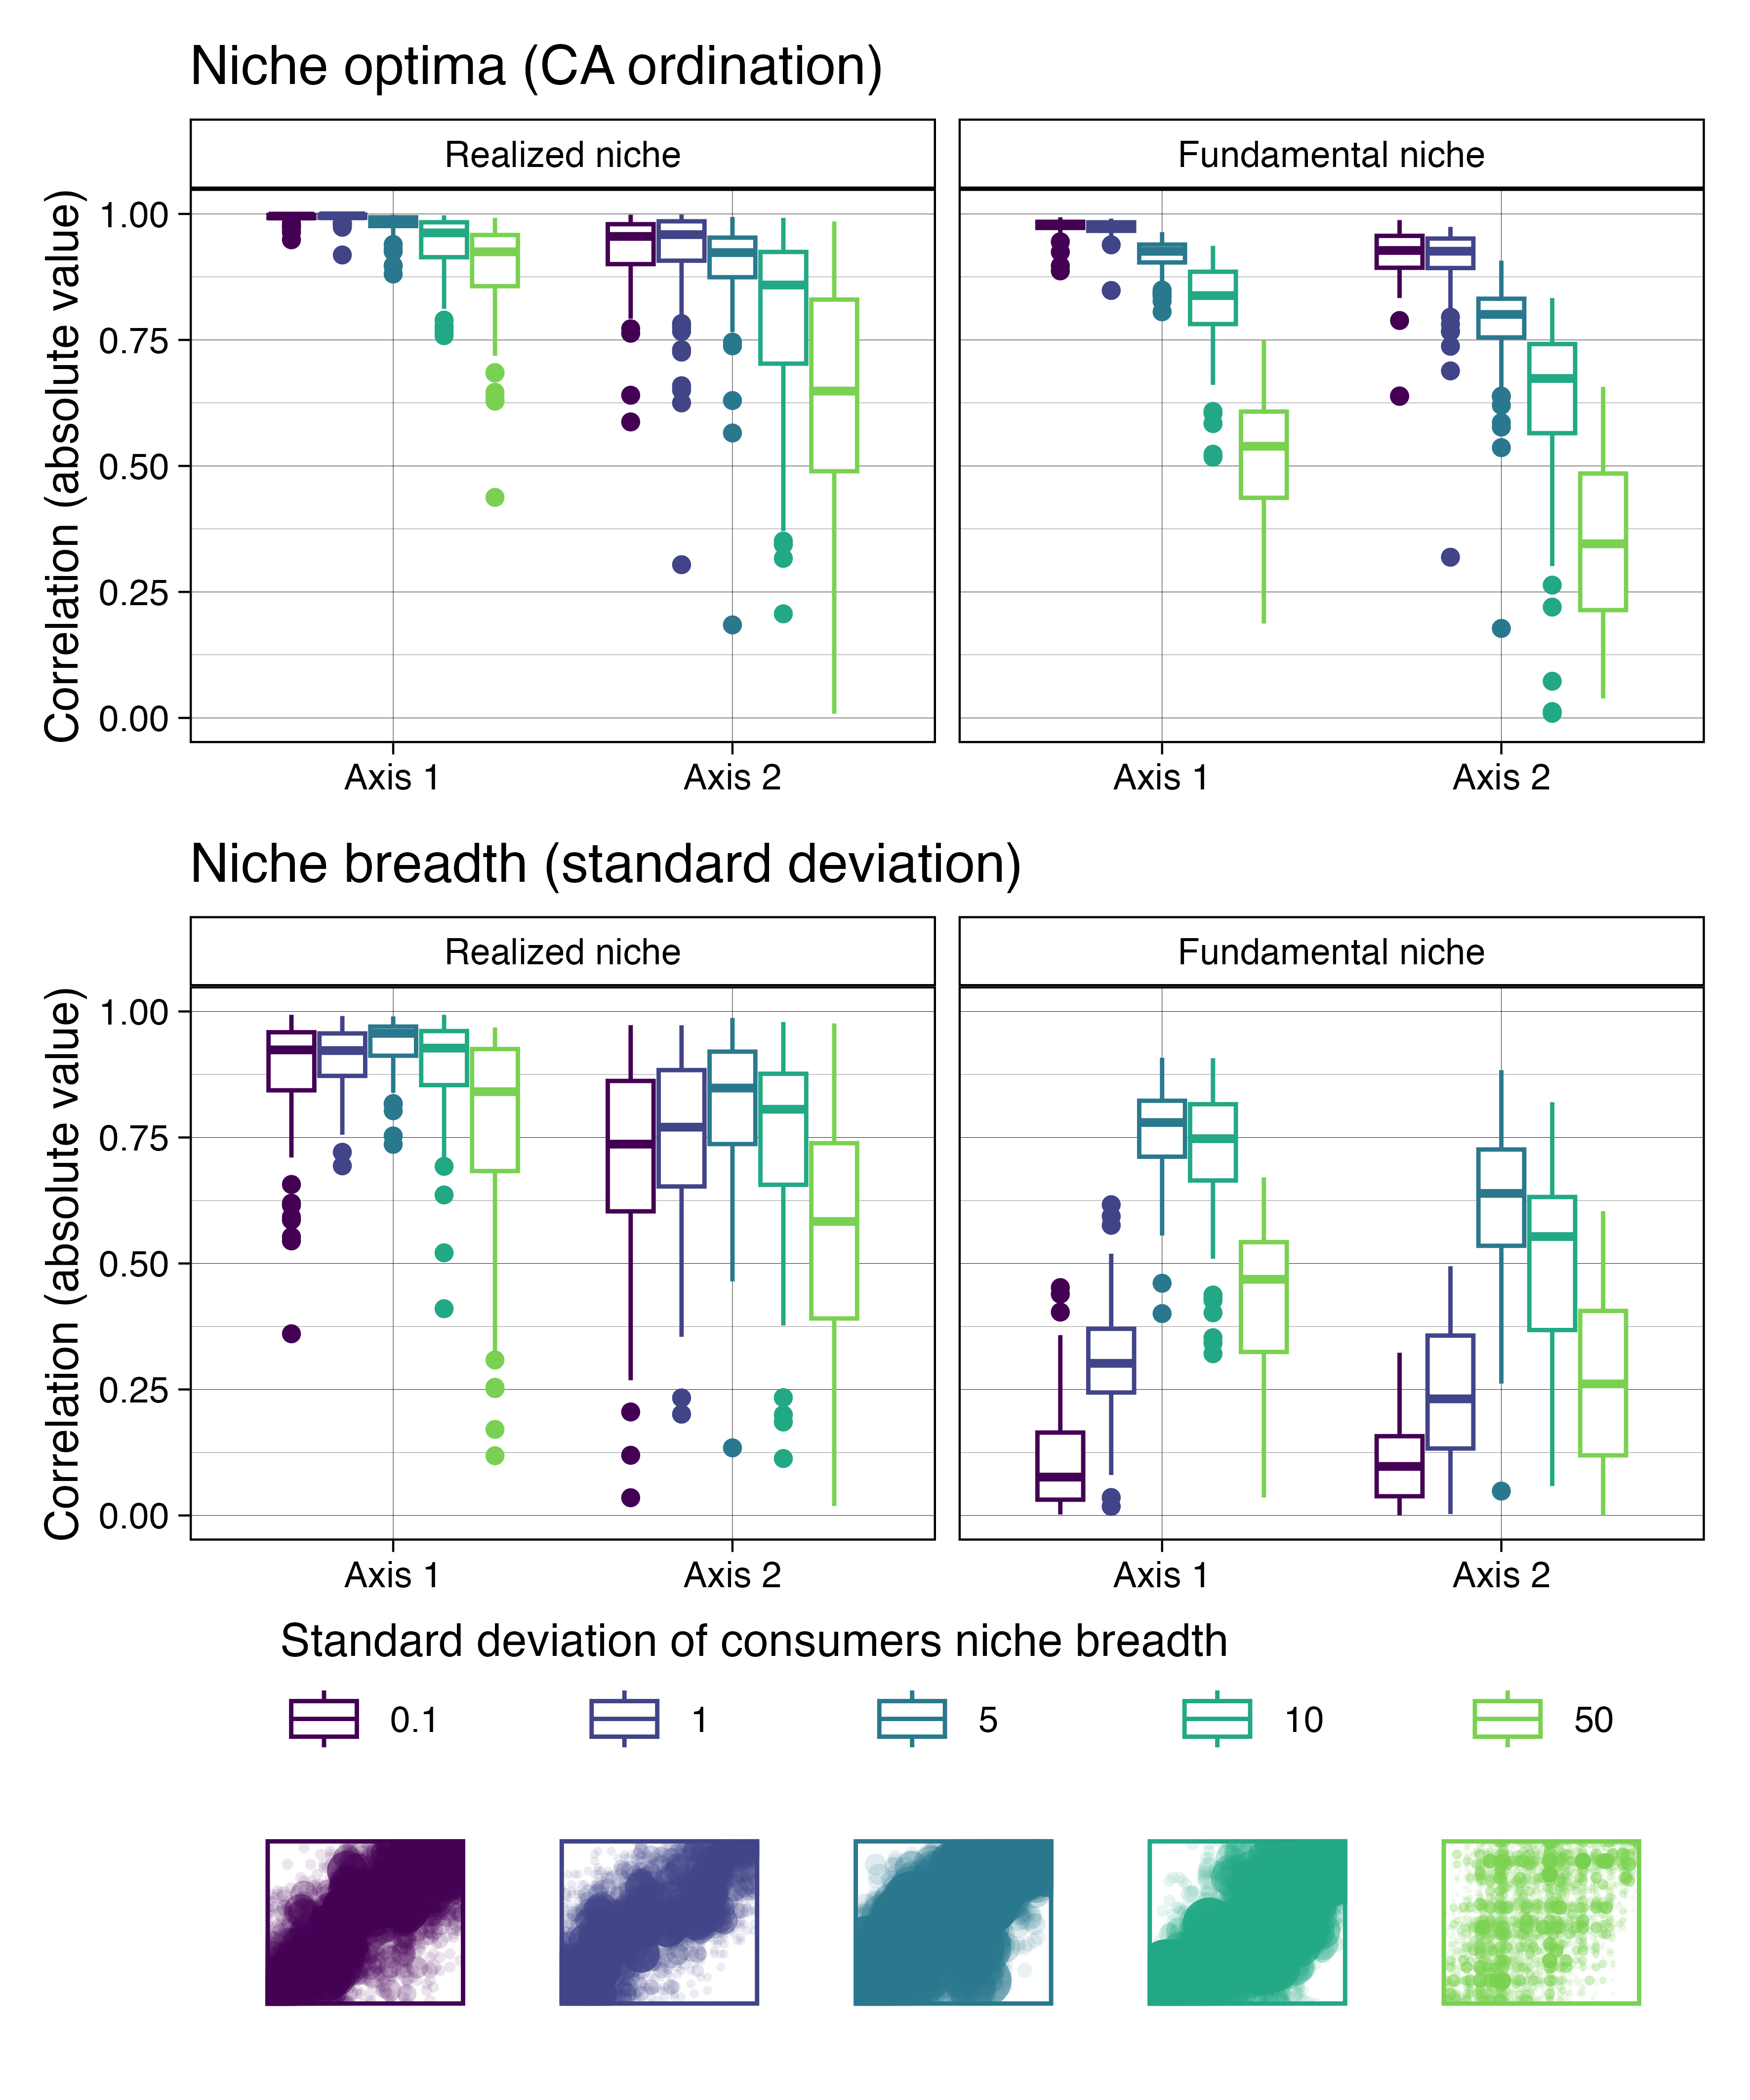 Niche optima (CA ordination)
Realized niche
Fundamental niche
Correlation (absolute value)
1.00
0.75
0.50
0.25
0.00
Axis 1
Axis 2
Axis 1
Axis 2
Niche breadth (standard deviation)
Realized niche
Fundamental niche
Correlation (absolute value)
1.00
0.75
0.50
0.25
0.00
Axis 1
Axis 2
Axis 1
Axis 2
Standard deviation of consumers niche breadth
0.1
1
5
10
50